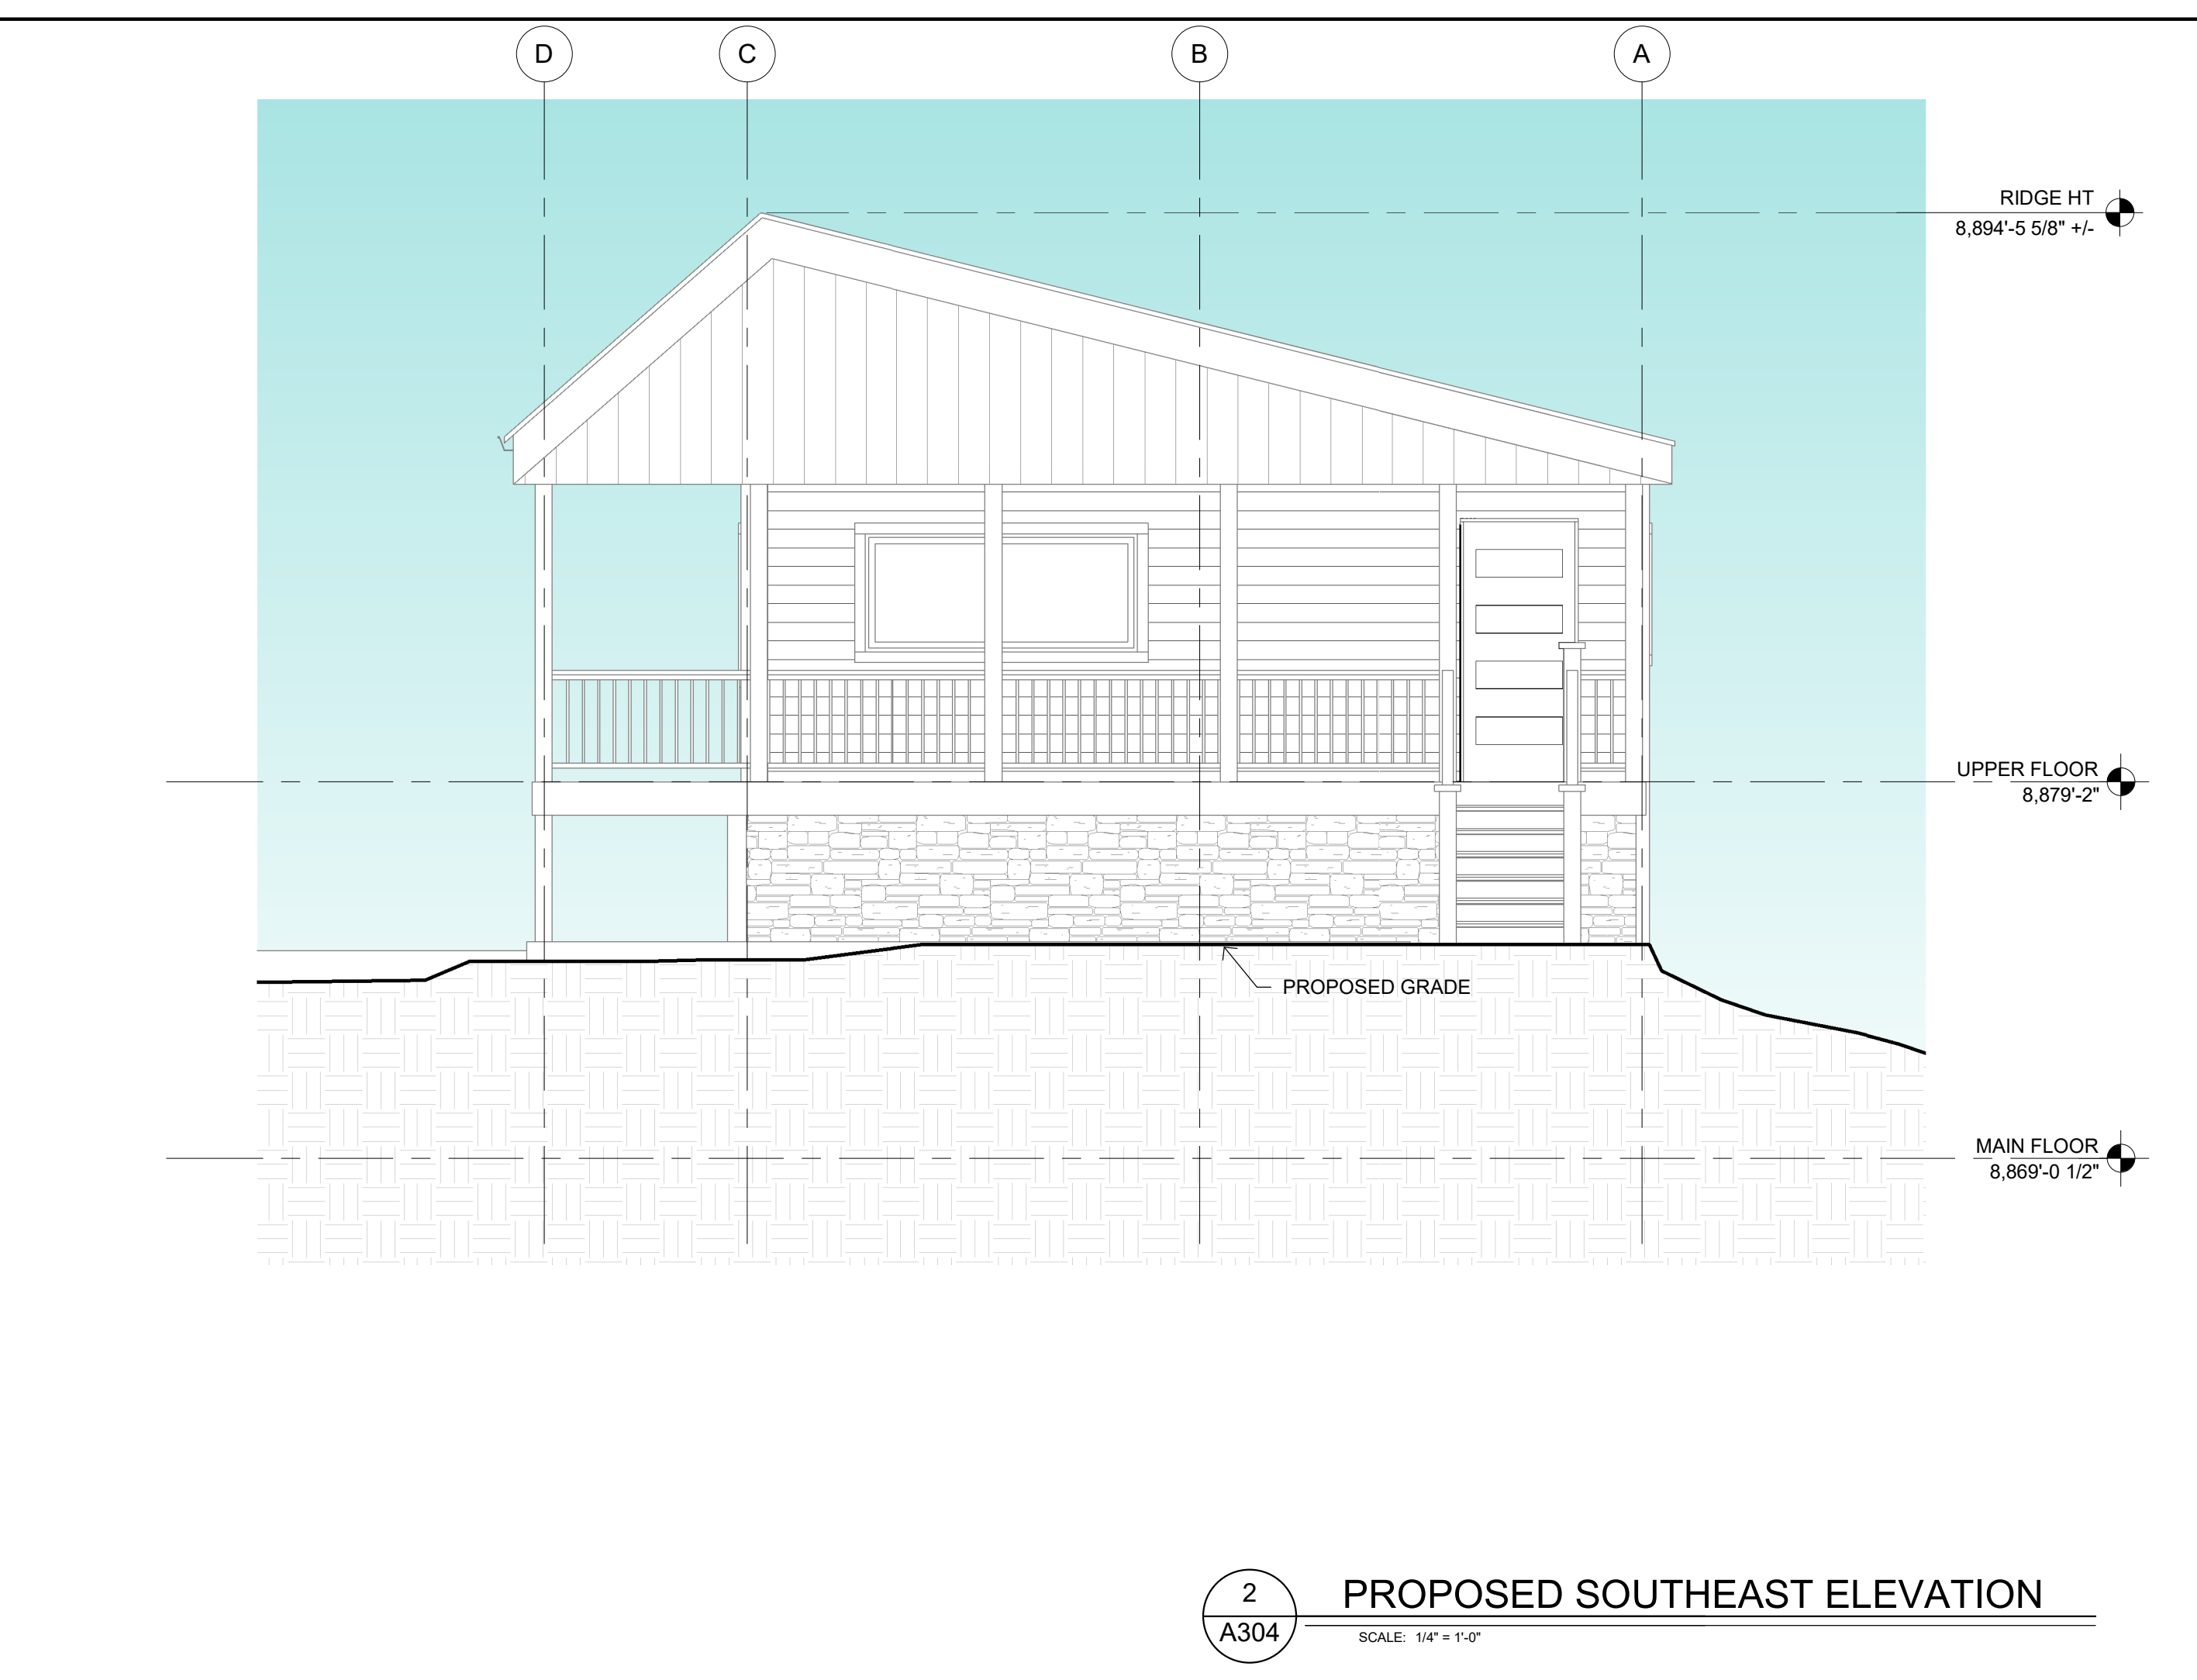 D C B A
RIDGE HT
8,894'-5 5/8" +/-
UPPER FLOOR
8,879'-2"
PROPOSED GRADE
MAIN FLOOR
8,869'-0 1/2"
2
A304
PROPOSED SOUTHEAST ELEVATION
SCALE: 1/4" = 1'-0"